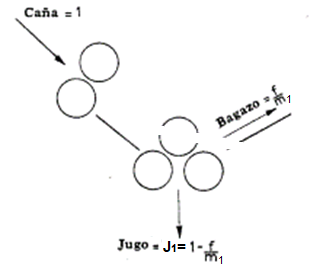 Caña = 1
Bagazo = f/m₁
Jugo = J₁ = 1 - f/m₁